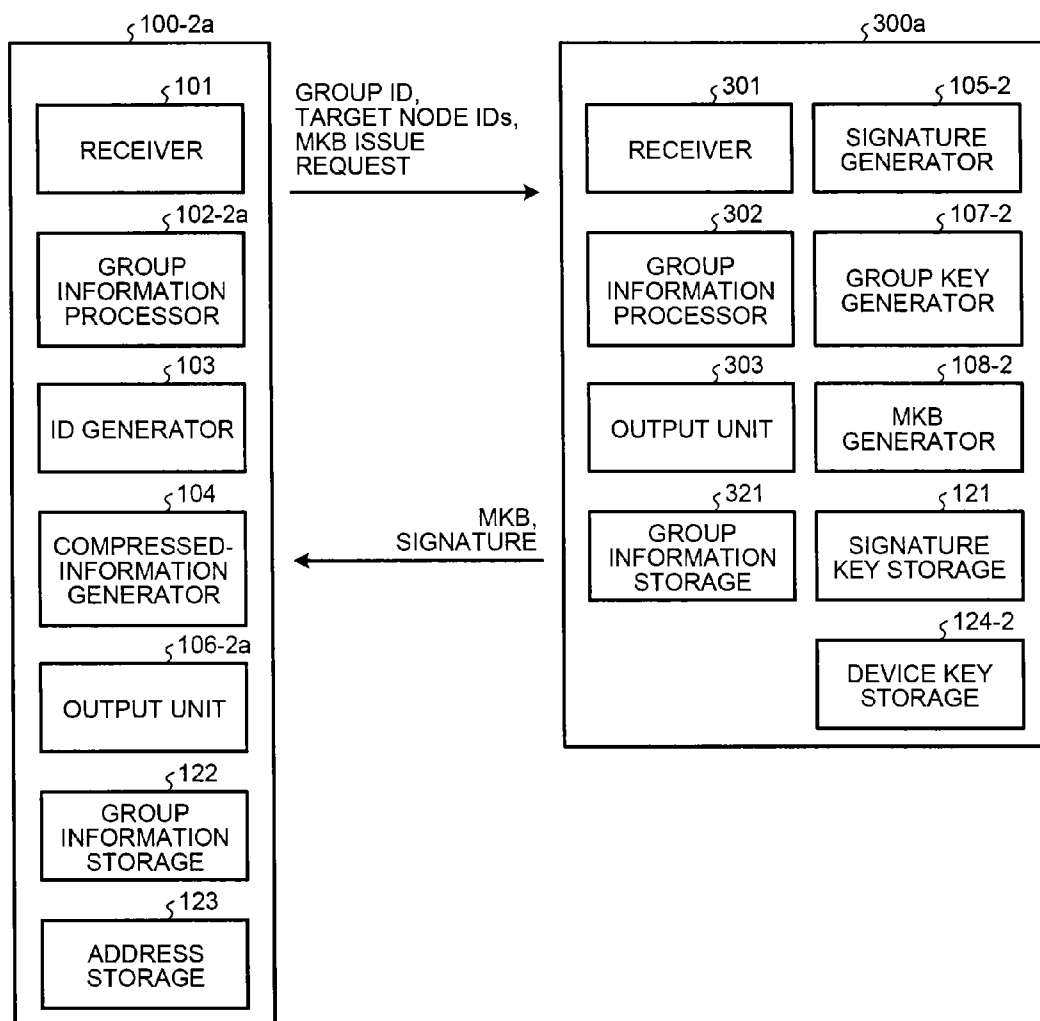 100-2a
101
RECEIVER
102-2a
GROUP
INFORMATION
PROCESSOR
103
ID GENERATOR
104
COMPRESSED-
INFORMATION
GENERATOR
106-2a
OUTPUT UNIT
122
GROUP
INFORMATION
STORAGE
123
ADDRESS
STORAGE
GROUP ID,
TARGET NODE IDs,
MKB ISSUE
REQUEST
MKB,
SIGNATURE
300a
301
RECEIVER
105-2
SIGNATURE
GENERATOR
302
GROUP
INFORMATION
PROCESSOR
107-2
GROUP KEY
GENERATOR
303
OUTPUT UNIT
108-2
MKB
GENERATOR
321
GROUP
INFORMATION
STORAGE
121
SIGNATURE
KEY STORAGE
124-2
DEVICE KEY
STORAGE